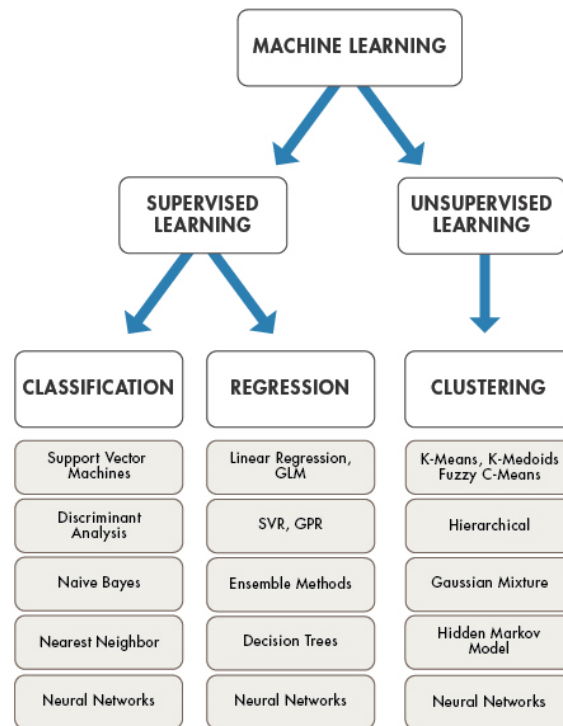 MACHINE LEARNING
SUPERVISED
LEARNING
UNSUPERVISED
LEARNING
CLASSIFICATION
Support Vector
Machines
Discriminant
Analysis
Naive Bayes
Nearest Neighbor
Neural Networks
REGRESSION
Linear Regression,
GLM
SVR, GPR
Ensemble Methods
Decision Trees
Neural Networks
CLUSTERING
K-Means, K-Medoids
Fuzzy C-Means
Hierarchical
Gaussian Mixture
Hidden Markov
Model
Neural Networks